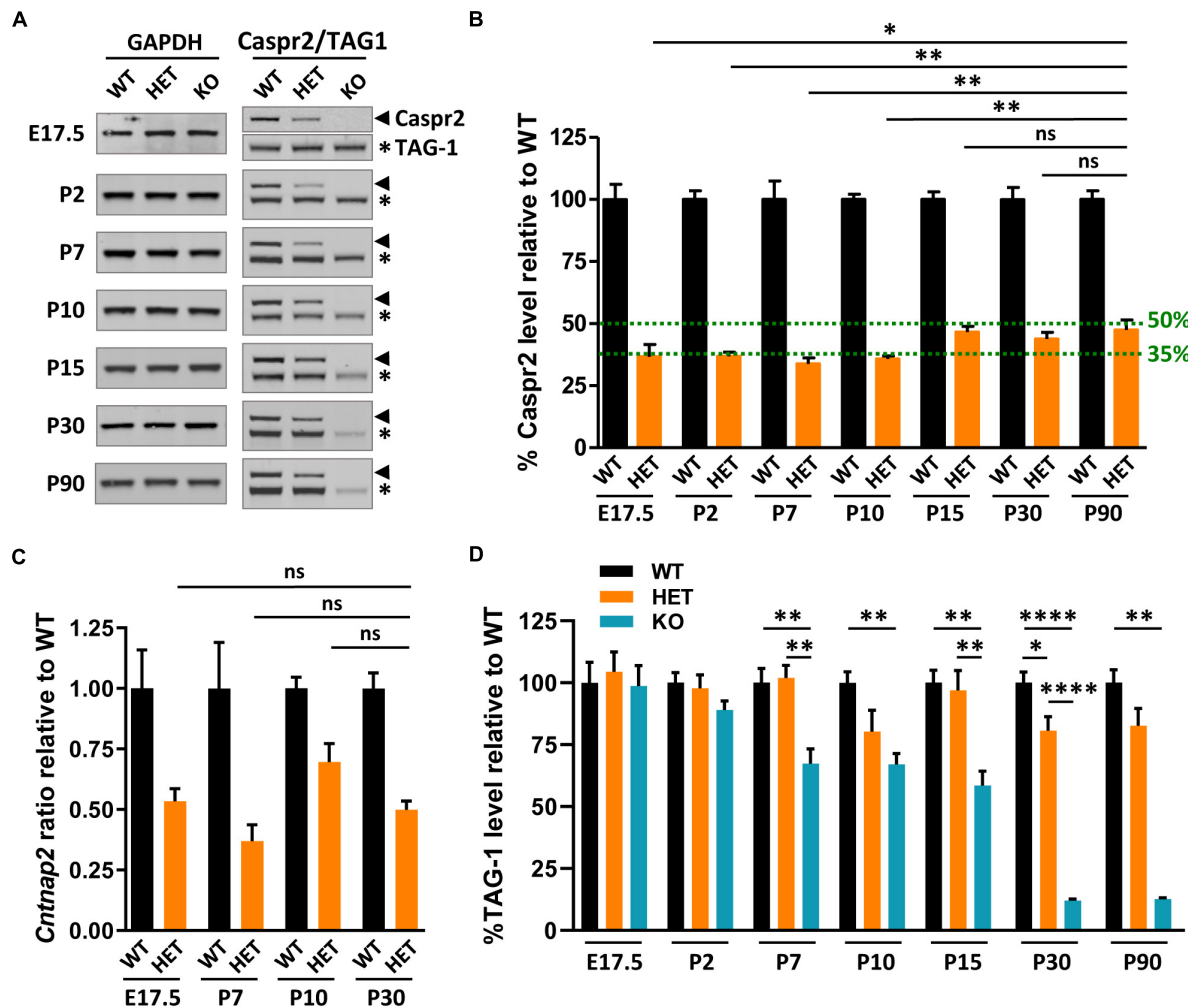 A
GAPDH
Caspr2/TAG1
WT HET KO
WT HET KO
E17.5
Caspr2
* TAG-1
P2
*
P7
*
P10
*
P15
*
P30
*
P90
*
B
*
**
**
**
ns
ns
% Caspr2 level relative to WT
125
100
75
50
25
0
50%
35%
WT HET WT HET WT HET WT HET WT HET WT HET WT HET
E17.5 P2 P7 P10 P15 P30 P90
C
ns
ns
ns
Cntnap2 ratio relative to WT
1.25
1.00
0.75
0.50
0.25
0.00
WT HET WT HET WT HET WT HET
E17.5 P7 P10 P30
D
WT
HET
KO
%TAG-1 level relative to WT
125
100
75
50
25
0
** ** ** **** **
** ** *
****
E17.5 P2 P7 P10 P15 P30 P90